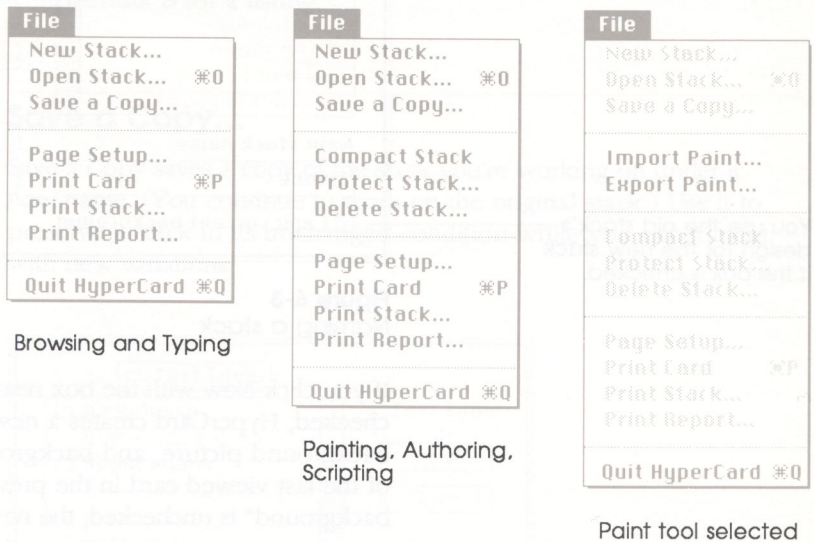 File
New Stack...
Open Stack... ⌘O
Save a Copy...
Page Setup...
Print Card ⌘P
Print Stack...
Print Report...
Quit HyperCard ⌘Q
Browsing and Typing
File
New Stack...
Open Stack... ⌘O
Save a Copy...
Compact Stack
Protect Stack...
Delete Stack...
Page Setup...
Print Card ⌘P
Print Stack...
Print Report...
Quit HyperCard ⌘Q
Painting, Authoring,
Scripting
File
New Stack...
Open Stack... ⌘O
Save a Copy...
Import Paint...
Export Paint...
Compact Stack
Protect Stack...
Delete Stack...
Page Setup...
Print Card ⌘P
Print Stack...
Print Report...
Quit HyperCard ⌘Q
Paint tool selected